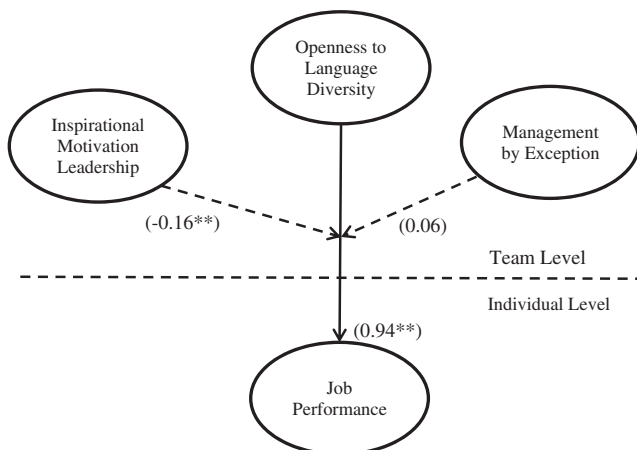 Openness to
Language
Diversity
Inspirational
Motivation
Leadership
Management
by Exception
(-0.16**)
(0.06)
Team Level
Individual Level
(0.94**)
Job
Performance